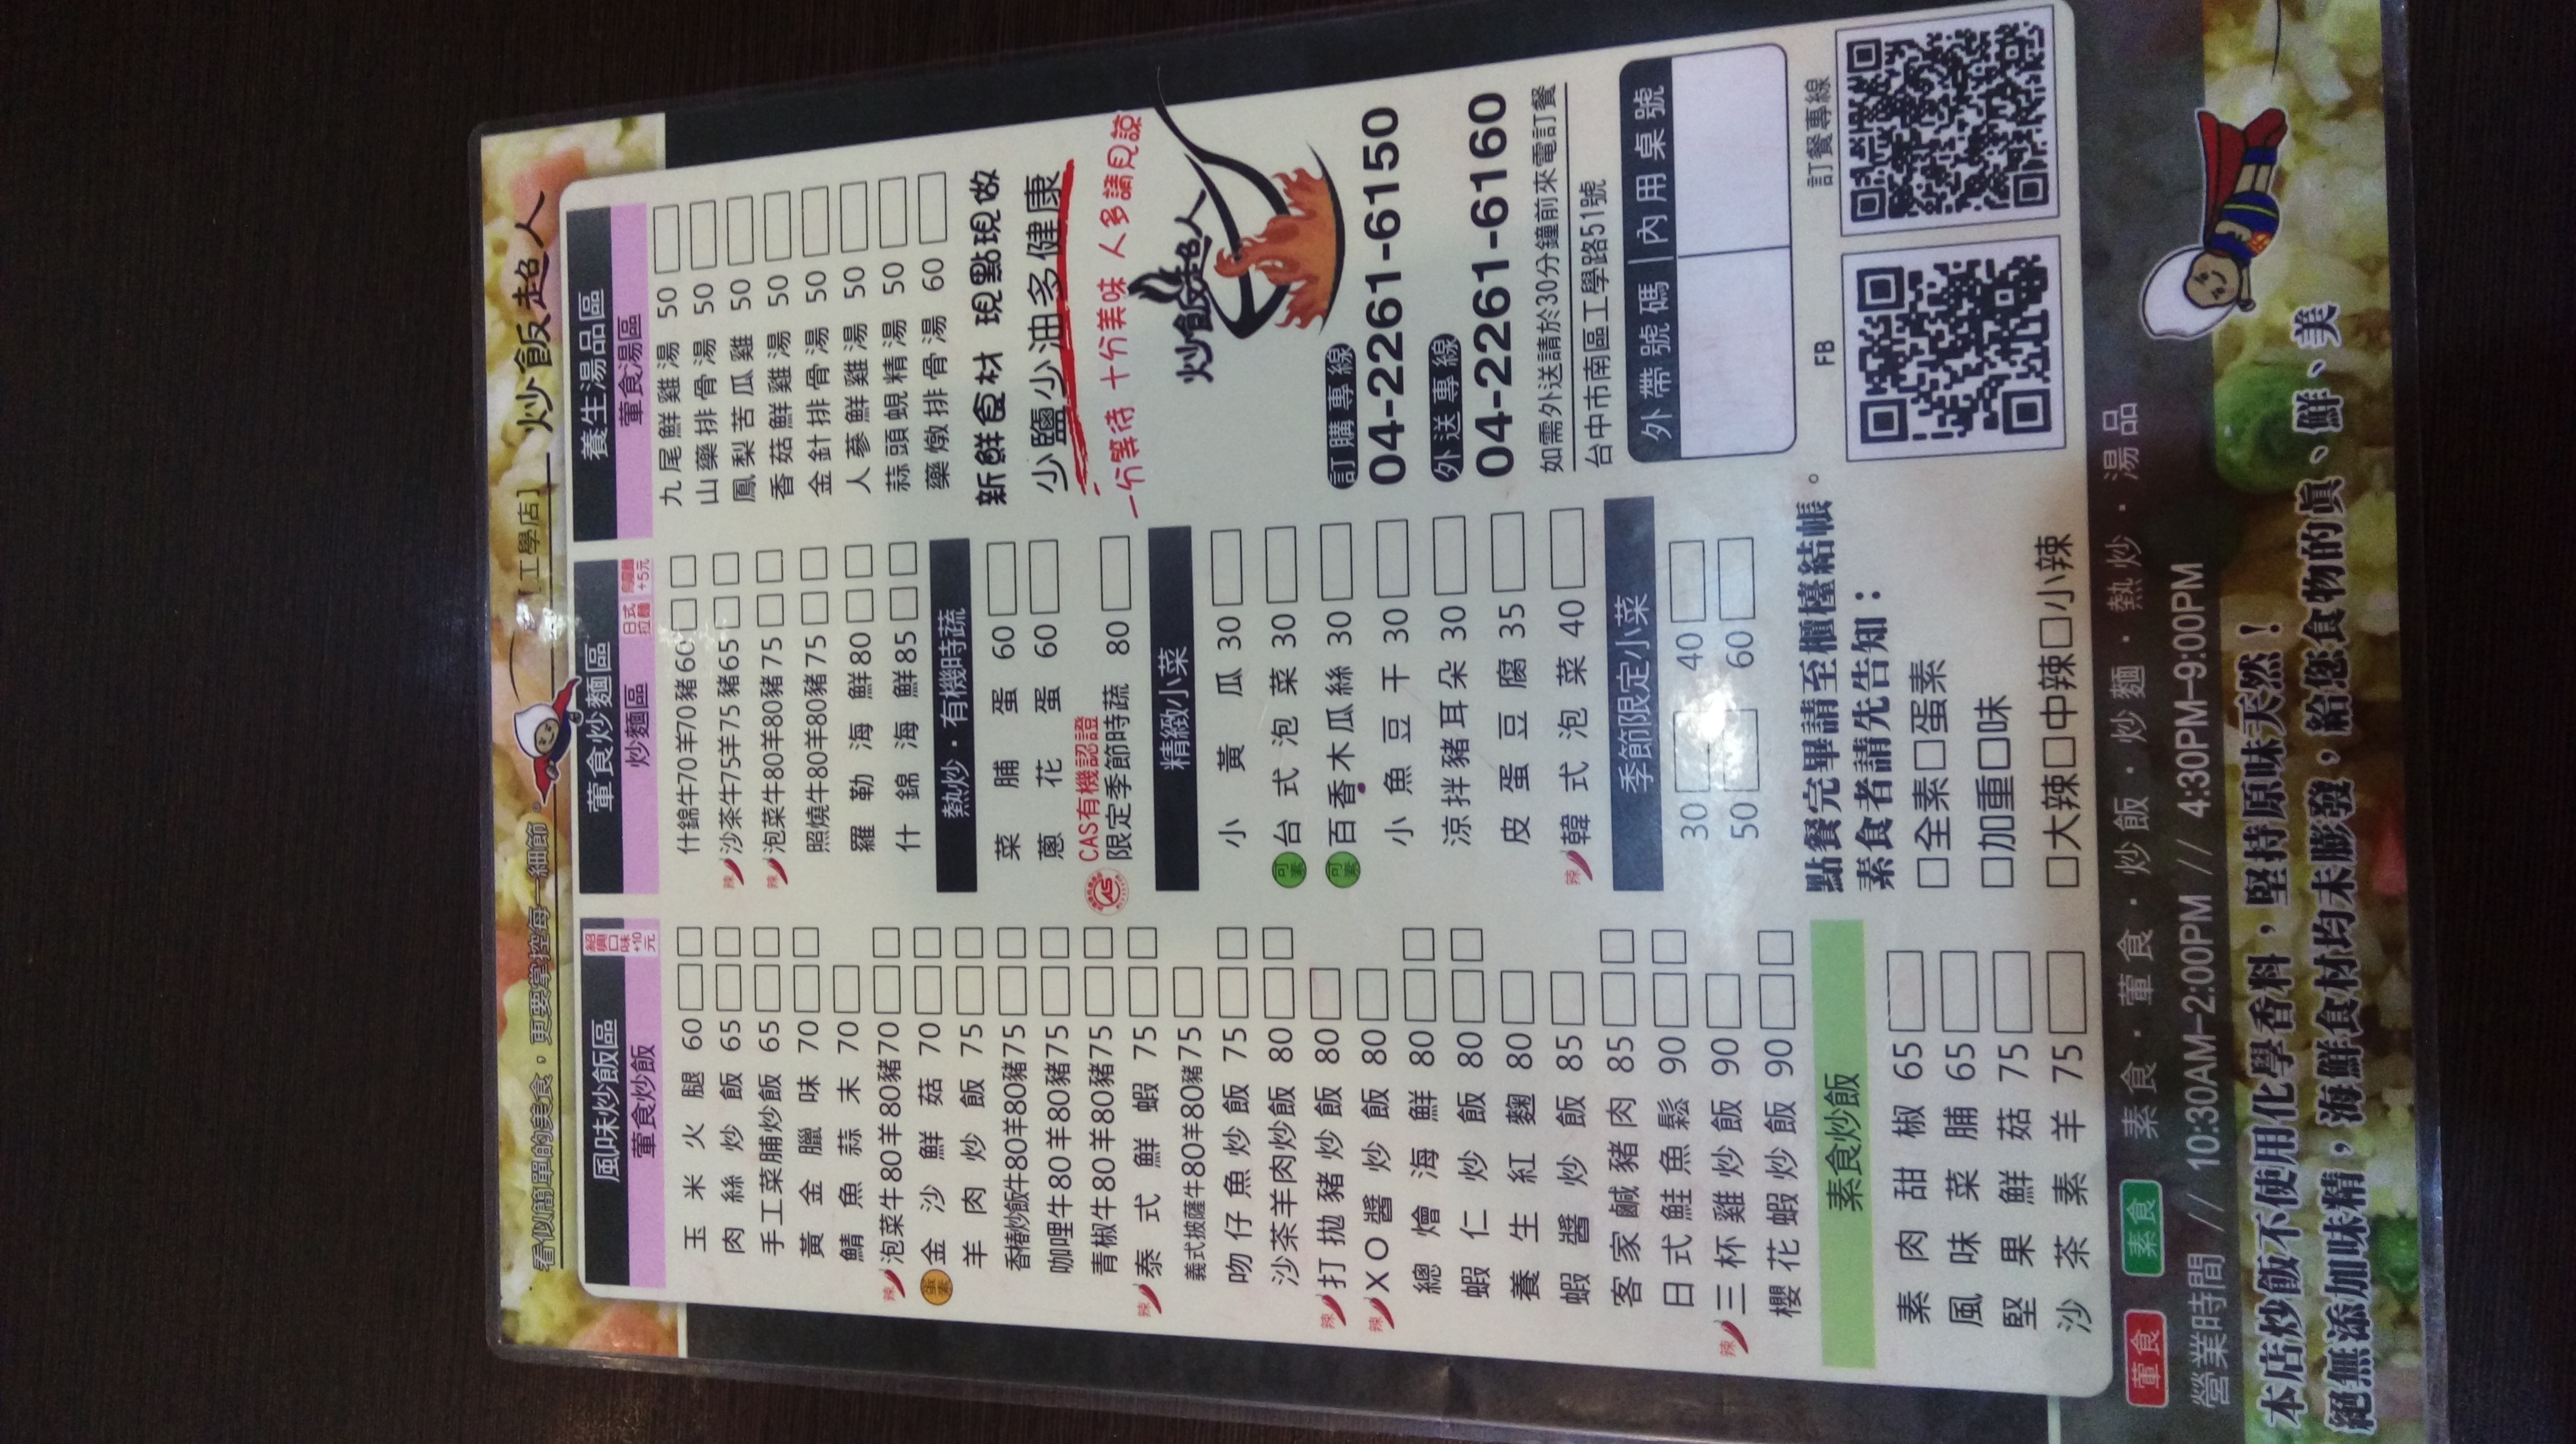 看似簡單的美食，更要掌控每一細節
[工學店]
炒飯超人
風味炒飯區
葷食炒飯
紹興口味+10元
玉米火腿 60
肉絲炒飯 65
手工菜脯炒飯 65
黃金臘味 70
鯖魚蒜末 70
辣 泡菜牛80羊80豬70
蛋素 金沙鮮菇 70
羊肉炒飯 75
香椿炒飯牛80羊80豬75
咖哩牛80羊80豬75
青椒牛80羊80豬75
辣 泰式鮮蝦 75
義式披薩牛80羊80豬75
吻仔魚炒飯 75
沙茶羊肉炒飯 80
辣 打拋豬炒飯 80
辣 XO醬炒飯 80
總燴海鮮 80
蝦仁炒飯 80
養生紅麴 80
蝦醬炒飯 85
客家鹹豬肉 85
日式鮭魚鬆 90
辣 三杯雞炒飯 90
櫻花蝦炒飯 90
素食炒飯
素肉甜椒 65
風味菜脯 65
堅果鮮菇 75
沙茶素羊 75
葷食炒麵區
炒麵區
日式拉麵
烏龍麵+5元
什錦牛70羊70豬60
辣 沙茶牛75羊75豬65
辣 泡菜牛80羊80豬75
照燒牛80羊80豬75
羅勒海鮮80
什錦海鮮85
熱炒·有機時蔬
菜脯蛋 60
蔥花蛋 60
CAS有機認證
限定季節時蔬 80
精緻小菜
小黃瓜 30
可素 台式泡菜 30
可素 百香木瓜絲 30
小魚豆干 30
涼拌豬耳朵 30
皮蛋豆腐 35
辣 韓式泡菜 40
季節限定小菜
30 40
50 60
點餐完畢請至櫃檯結帳。
素食者請先告知：
□全素□蛋素
□加重□味
□大辣□中辣□小辣
養生湯品區
葷食湯區
九尾鮮雞湯 50
山藥排骨湯 50
鳳梨苦瓜雞 50
香菇鮮雞湯 50
金針排骨湯 50
人蔘鮮雞湯 50
蒜頭蜆精湯 50
藥燉排骨湯 60
新鮮食材 現點現做
少鹽少油多健康
一分等待 十分美味 人多請見諒
炒飯超人
訂購專線
04-2261-6150
外送專線
04-2261-6160
如需外送請於30分鐘前來電訂餐
台中市南區工學路51號
外帶號碼｜內用桌號
FB
訂餐專線
葷食 素食 素食·葷食·炒飯·炒麵·熱炒·湯品
營業時間 // 10:30AM-2:00PM // 4:30PM-9:00PM
本店炒飯不使用化學香料，堅持原味天然！
絕無添加味精，海鮮食材均未膨發，給您食物的真、鮮、美